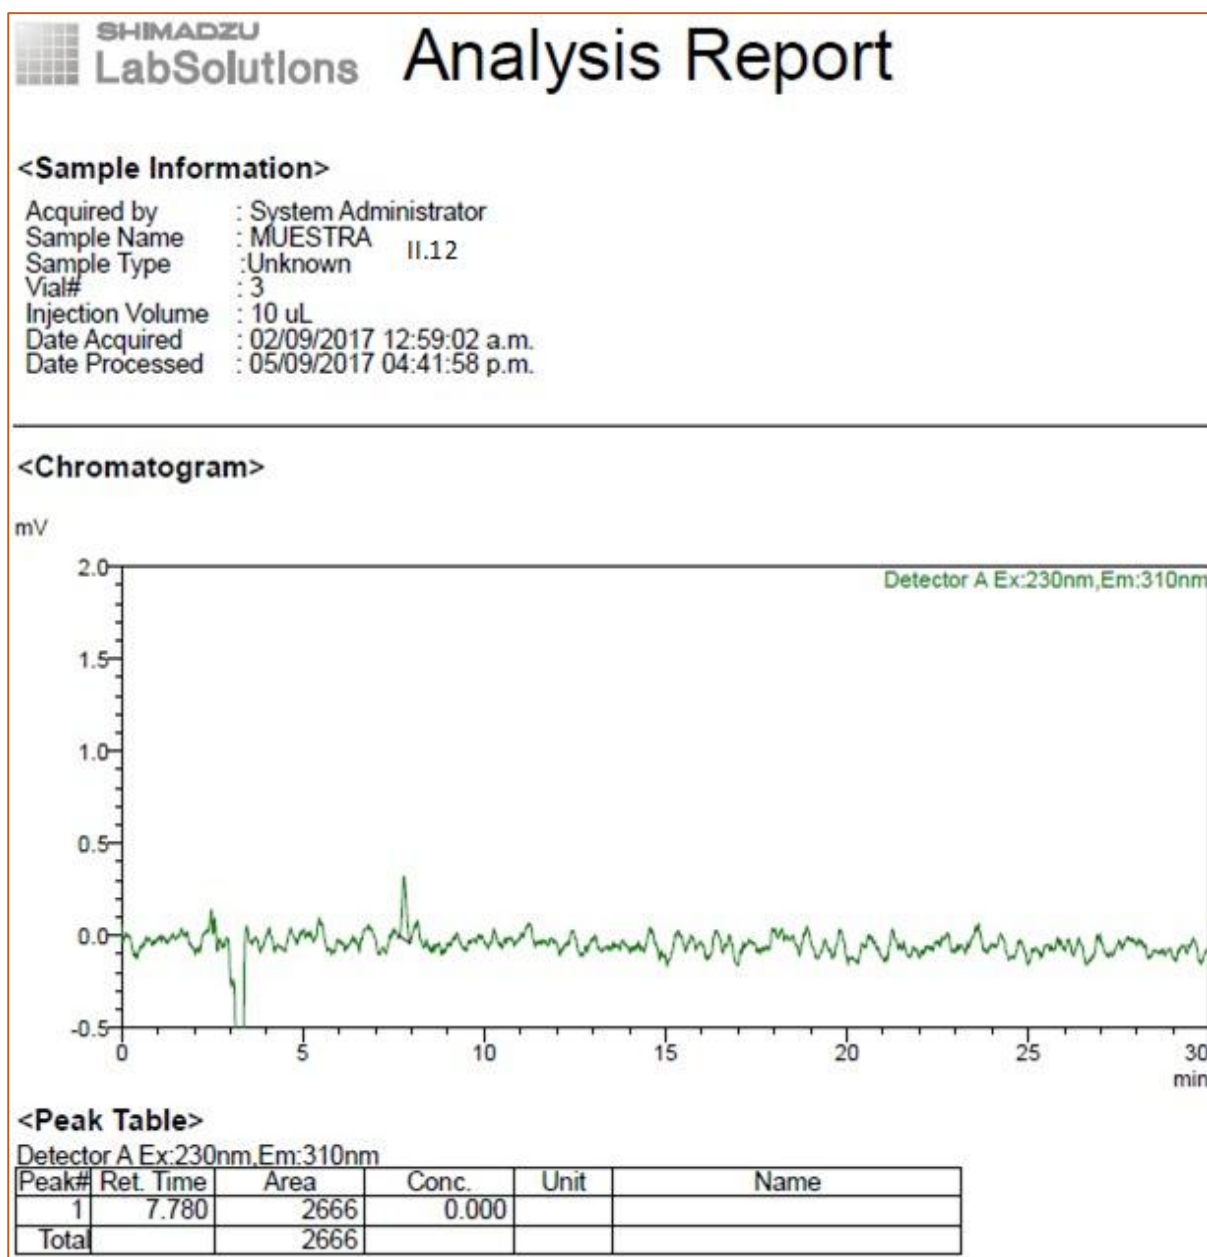 SHIMADZU
LabSolutions Analysis Report
<Sample Information>
Acquired by : System Administrator
Sample Name : MUESTRA II.12
Sample Type :Unknown
Vial# : 3
Injection Volume : 10 uL
Date Acquired : 02/09/2017 12:59:02 a.m.
Date Processed : 05/09/2017 04:41:58 p.m.
<Chromatogram>
mV
2.0
Detector A Ex:230nm,Em:310nm
1.5
1.0
0.5
0.0
-0.5
0 5 10 15 20 25 30
min
<Peak Table>
Detector A Ex:230nm,Em:310nm
Peak# Ret. Time Area Conc. Unit Name
1 7.780 2666 0.000
Total 2666